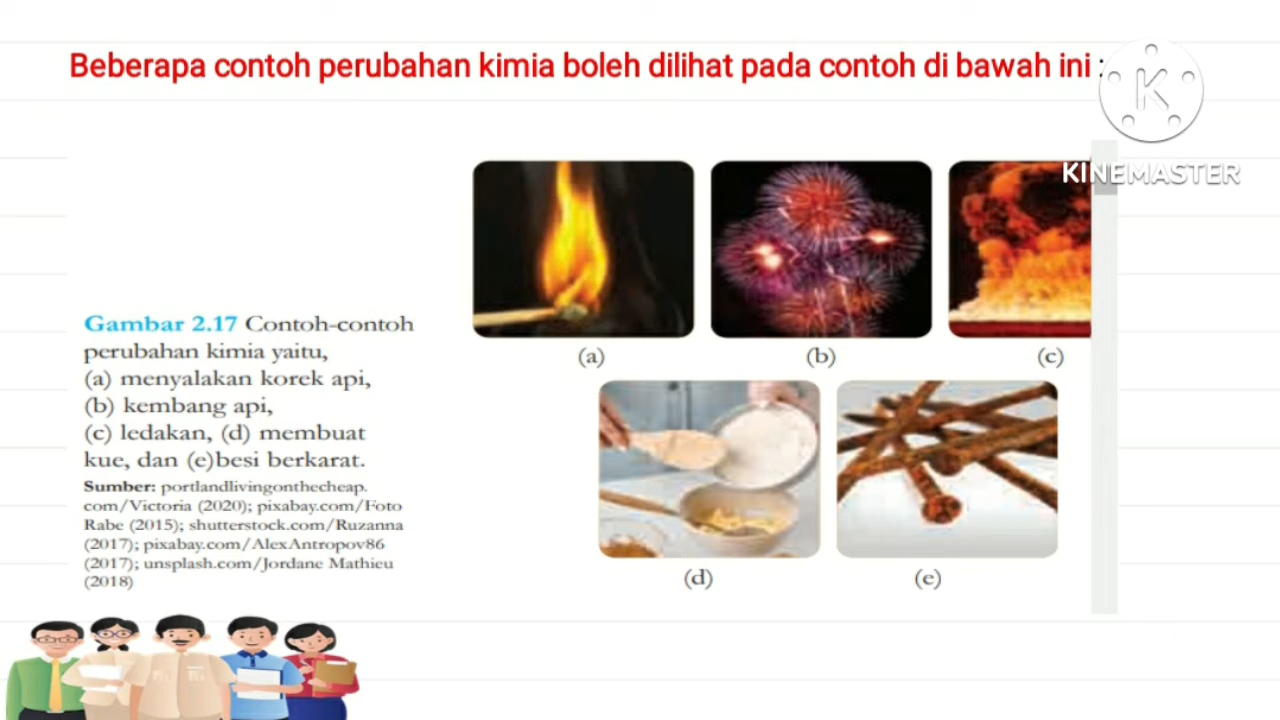 Beberapa contoh perubahan kimia boleh dilihat pada contoh di bawah ini :
K
KINEMASTER
(a)
(b)
(c)
Gambar 2.17 Contoh-contoh
perubahan kimia yaitu,
(a) menyalakan korek api,
(b) kembang api,
(c) ledakan, (d) membuat
kue, dan (e)besi berkarat.
Sumber: portlandlivingonthecheap.
com/Victoria (2020); pixabay.com/Foto
Rabe (2015); shutterstock.com/Ruzanna
(2017); pixabay.com/AlexAntropov86
(2017); unsplash.com/Jordane Mathieu
(2018)
(d)
(e)